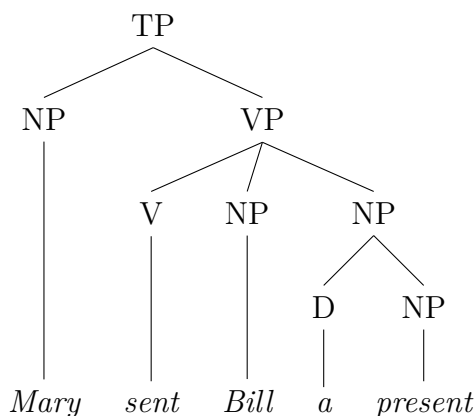 TP
NP VP
V NP NP
D NP
Mary sent Bill a present